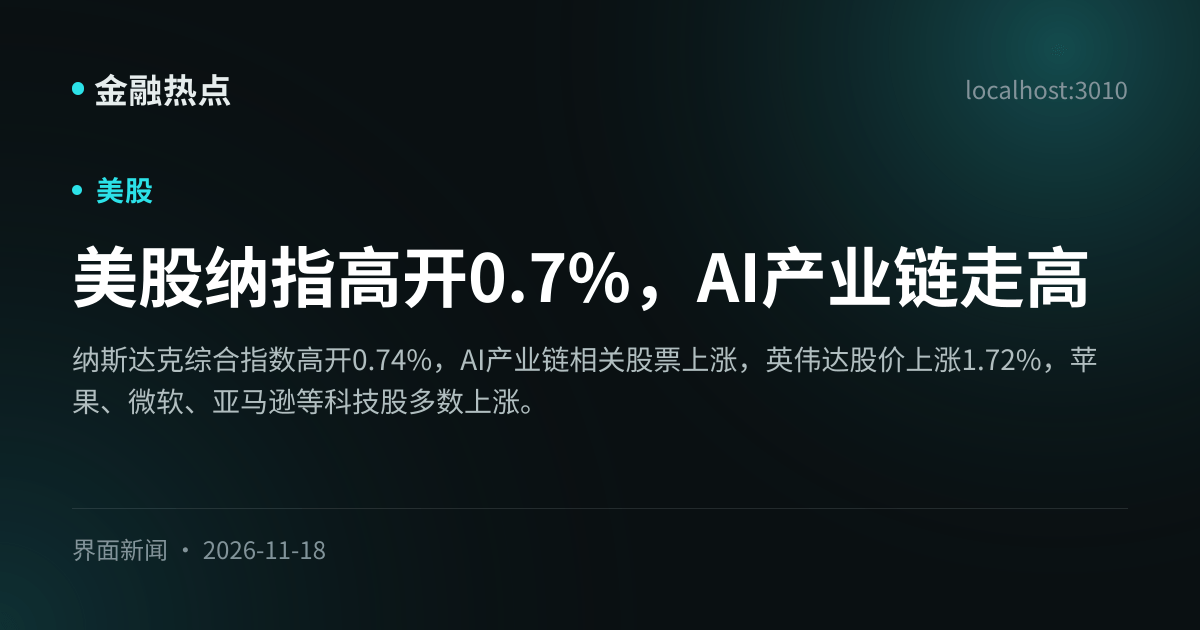 金融热点
localhost:3010
美股
美股纳指高开0.7%，AI产业链走高
纳斯达克综合指数高开0.74%，AI产业链相关股票上涨，英伟达股价上涨1.72%，苹
果、微软、亚马逊等科技股多数上涨。
界面新闻 • 2026-11-18